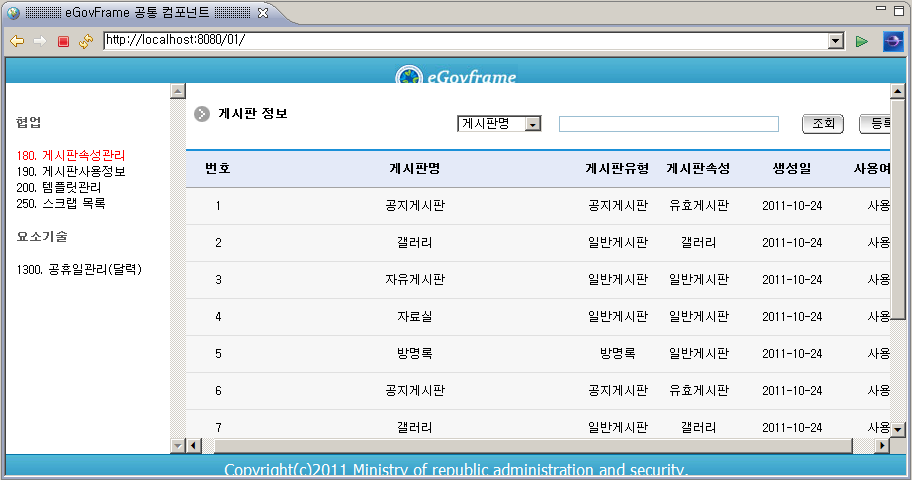 eGovFrame 공통 컴포넌트
http://localhost:8080/01/
eGovframe
협업
180. 게시판속성관리
190. 게시판사용정보
200. 템플릿관리
250. 스크랩 목록
요소기술
1300. 공휴일관리(달력)
게시판 정보
게시판명 조회 등록
번호 게시판명 게시판유형 게시판속성 생성일 사용여
1 공지게시판 공지게시판 유효게시판 2011-10-24 사용
2 갤러리 일반게시판 갤러리 2011-10-24 사용
3 자유게시판 일반게시판 일반게시판 2011-10-24 사용
4 자료실 일반게시판 일반게시판 2011-10-24 사용
5 방명록 방명록 일반게시판 2011-10-24 사용
6 공지게시판 공지게시판 유효게시판 2011-10-24 사용
7 갤러리 일반게시판 갤러리 2011-10-24 사용
Copyright(c)2011 Ministry of republic administration and security.